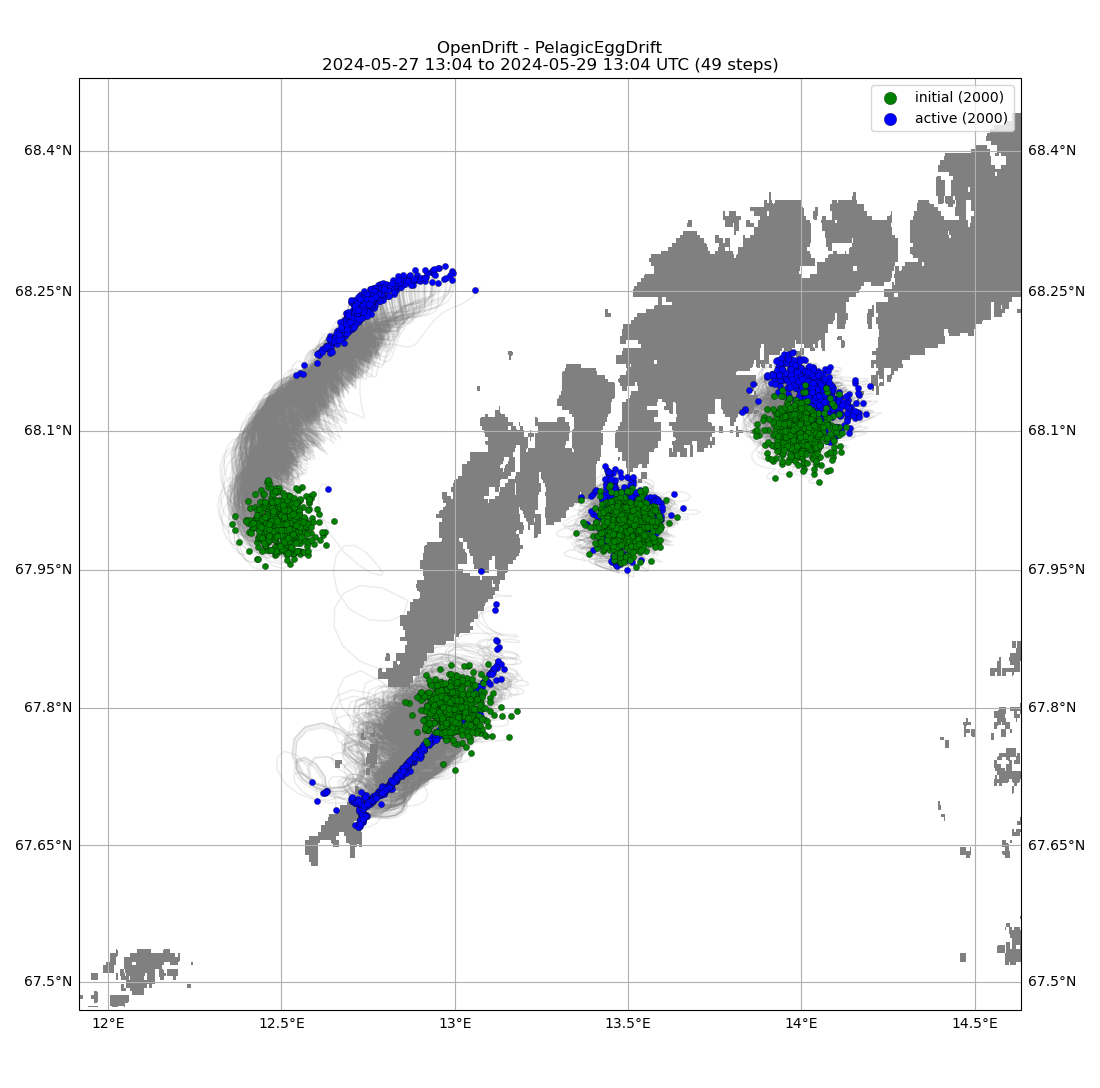 OpenDrift - PelagicEggDrift
2024-05-27 13:04 to 2024-05-29 13:04 UTC (49 steps)
initial (2000)
active (2000)
68.4°N
68.4°N
68.25°N
68.25°N
68.1°N
68.1°N
67.95°N
67.95°N
67.8°N
67.8°N
67.65°N
67.65°N
67.5°N
67.5°N
12°E
12.5°E
13°E
13.5°E
14°E
14.5°E